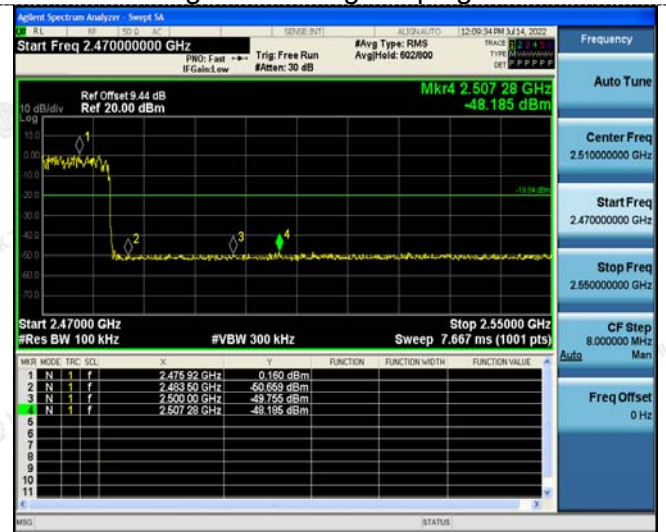 Agilent Spectrum Analyzer - Swept SA
RL RF 50 Ω AC SENSE:INT ALIGN AUTO 12:09:34 PM Jul 14, 2022
Start Freq 2.470000000 GHz
PNO: Fast Trig: Free Run #Avg Type: RMS TRACE 1 2 3 4 5 6
IFGain:Low #Atten: 30 dB Avg|Hold: 602/800 TYPE M
DET P P P P P P
Frequency
Auto Tune
Center Freq
2.510000000 GHz
Start Freq
2.470000000 GHz
Stop Freq
2.550000000 GHz
CF Step
8.000000 MHz
Auto Man
Freq Offset
0 Hz
Mkr4 2.507 28 GHz
-48.185 dBm
Ref Offset 9.44 dB
10 dB/div Ref 20.00 dBm
Log
10.0
0.00
-10.0
-20.0
-30.0
-40.0
-50.0
-60.0
-70.0
1
2
3
4
Start 2.47000 GHz Stop 2.55000 GHz
#Res BW 100 kHz #VBW 300 kHz Sweep 7.667 ms (1001 pts)
MKR MODE TRC SCL X Y FUNCTION FUNCTION WIDTH FUNCTION VALUE
1 N 1 f 2.475 92 GHz 0.160 dBm
2 N 1 f 2.483 50 GHz -50.659 dBm
3 N 1 f 2.500 00 GHz -49.755 dBm
4 N 1 f 2.507 28 GHz -48.185 dBm
5
6
7
8
9
10
11
MSG STATUS